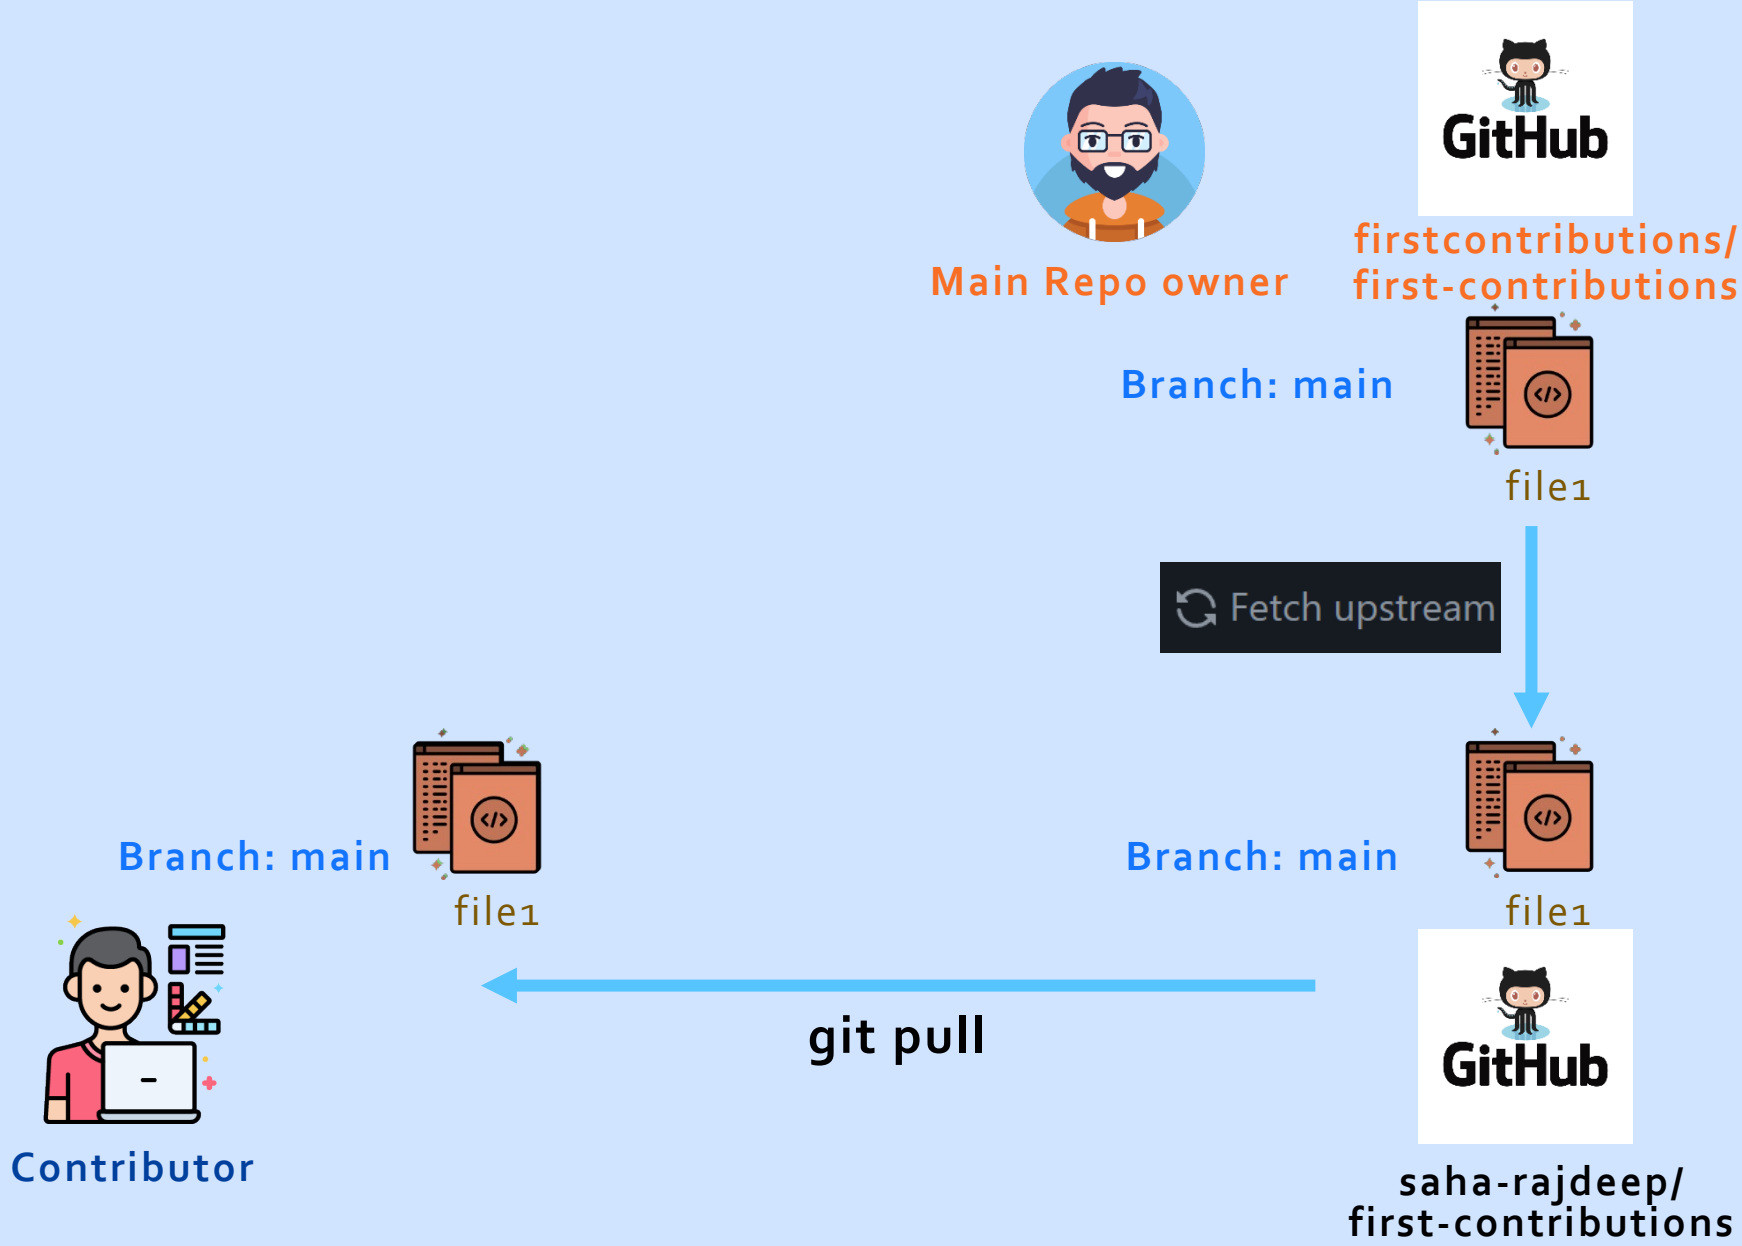 GitHub
firstcontributions/
first-contributions
Main Repo owner
Branch: main
file1
Fetch upstream
Branch: main
file1
Branch: main
file1
git pull
GitHub
Contributor
saha-rajdeep/
first-contributions